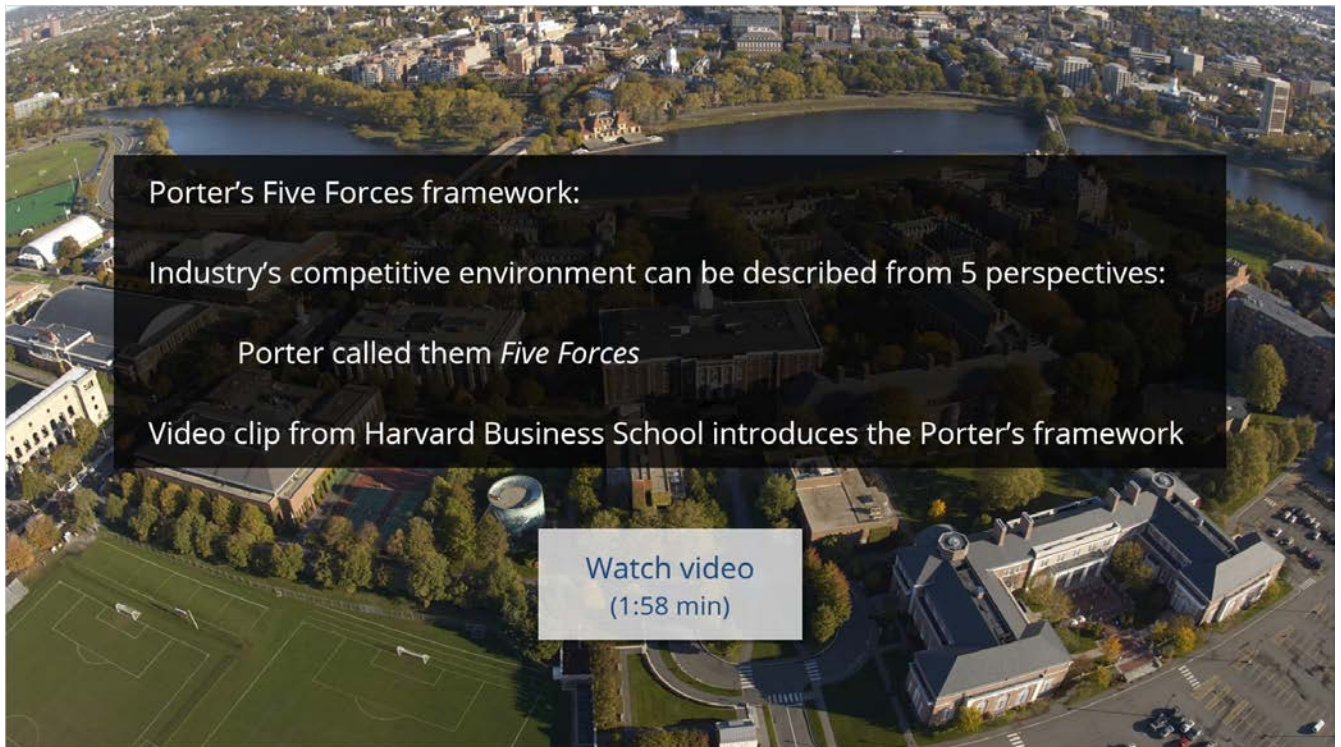 Porter’s Five Forces framework:
Industry’s competitive environment can be described from 5 perspectives:
Porter called them Five Forces
Video clip from Harvard Business School introduces the Porter’s framework
Watch video
(1:58 min)